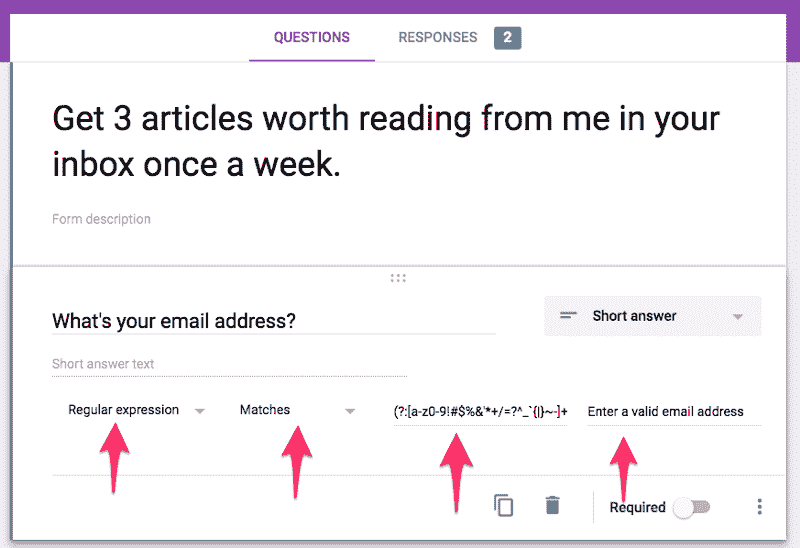 QUESTIONS RESPONSES 2
Get 3 articles worth reading from me in your
inbox once a week.
Form description
What's your email address?
Short answer
Short answer text
Regular expression Matches (?:[a-z0-9!#$%&'*+/=?^_`{|}~-]+ Enter a valid email address
Required